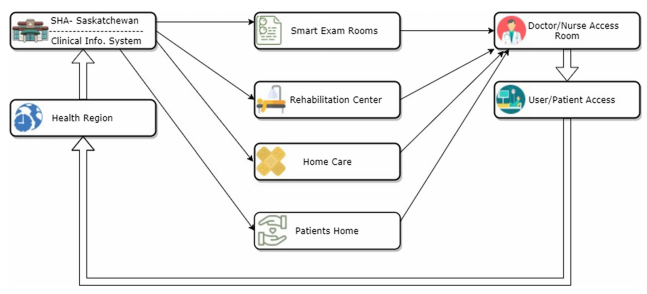 SHA- Saskatchewan
Clinical Info. System
Smart Exam Rooms
Doctor/Nurse Access
Room
Rehabilitation Center
User/Patient Access
Health Region
Home Care
Patients Home